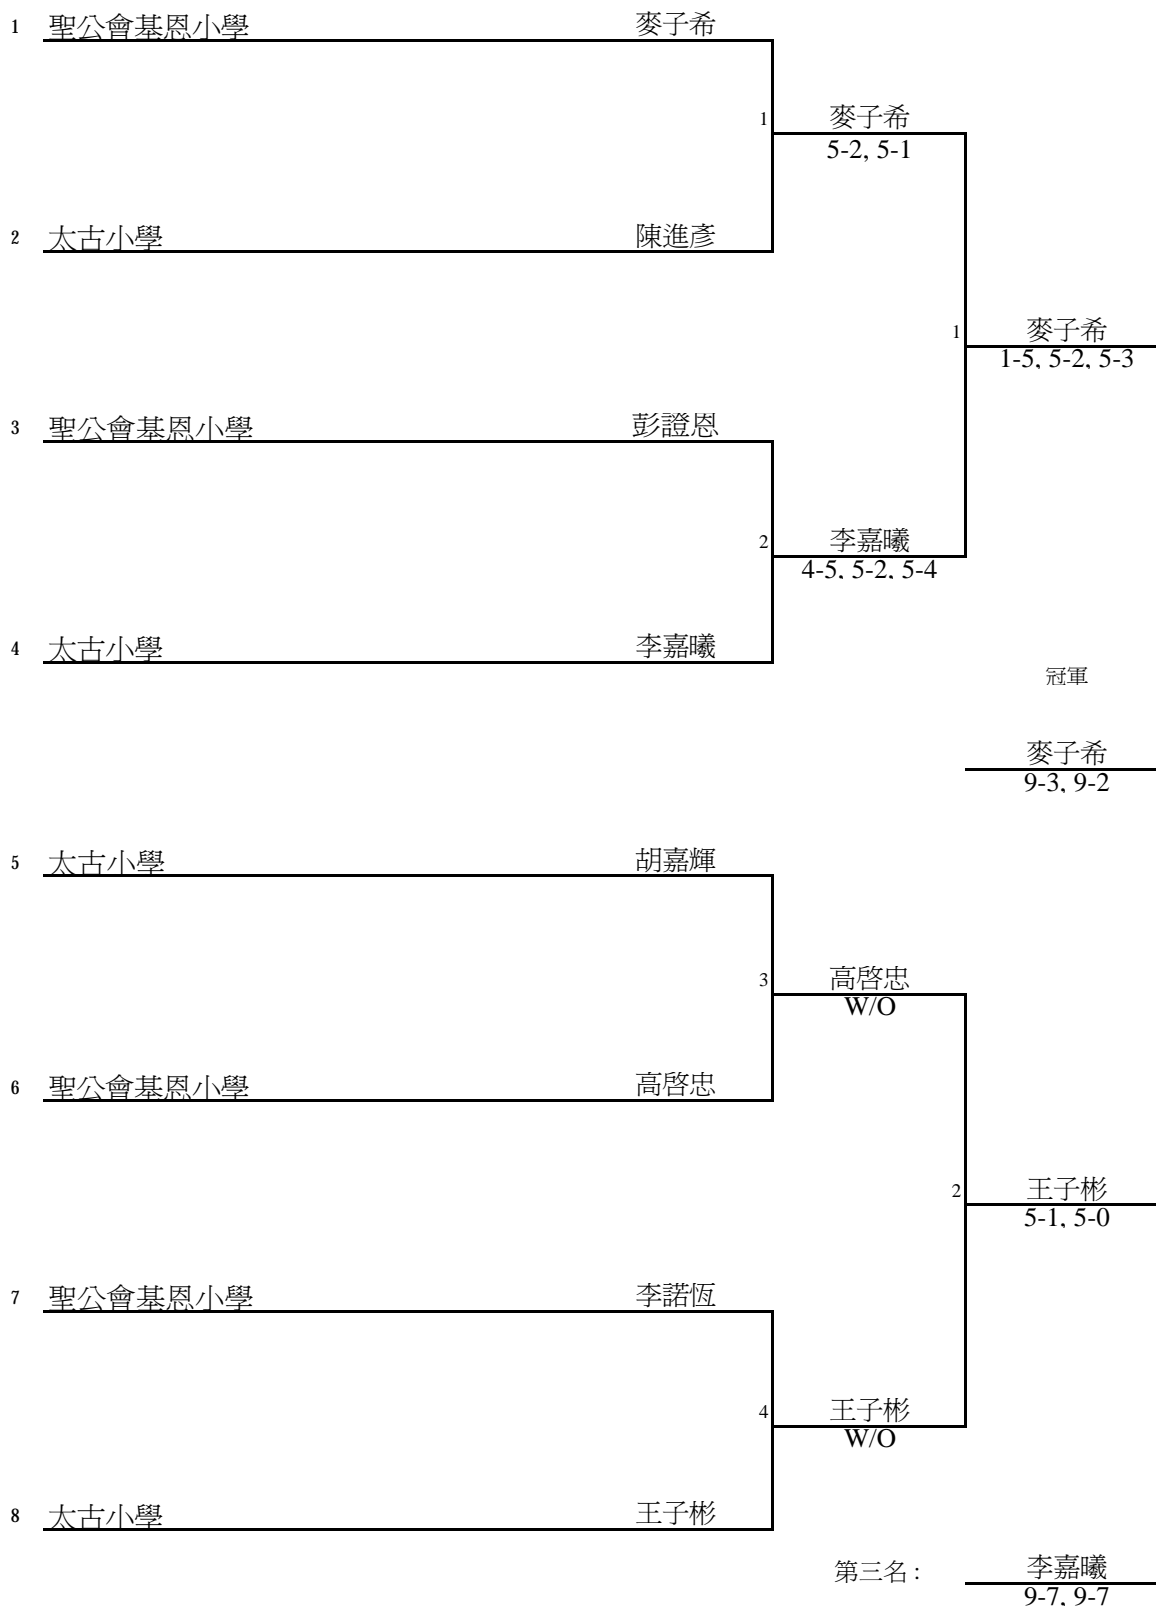 1 聖公會基恩小學 麥子希
1 麥子希
5-2, 5-1
2 太古小學 陳進彥
1 麥子希
1-5, 5-2, 5-3
3 聖公會基恩小學 彭證恩
2 李嘉曦
4-5, 5-2, 5-4
4 太古小學 李嘉曦
冠軍
麥子希
9-3, 9-2
5 太古小學 胡嘉輝
3 高啓忠
W/O
6 聖公會基恩小學 高啓忠
2 王子彬
5-1, 5-0
7 聖公會基恩小學 李諾恆
4 王子彬
W/O
8 太古小學 王子彬
第三名 : 李嘉曦
9-7, 9-7